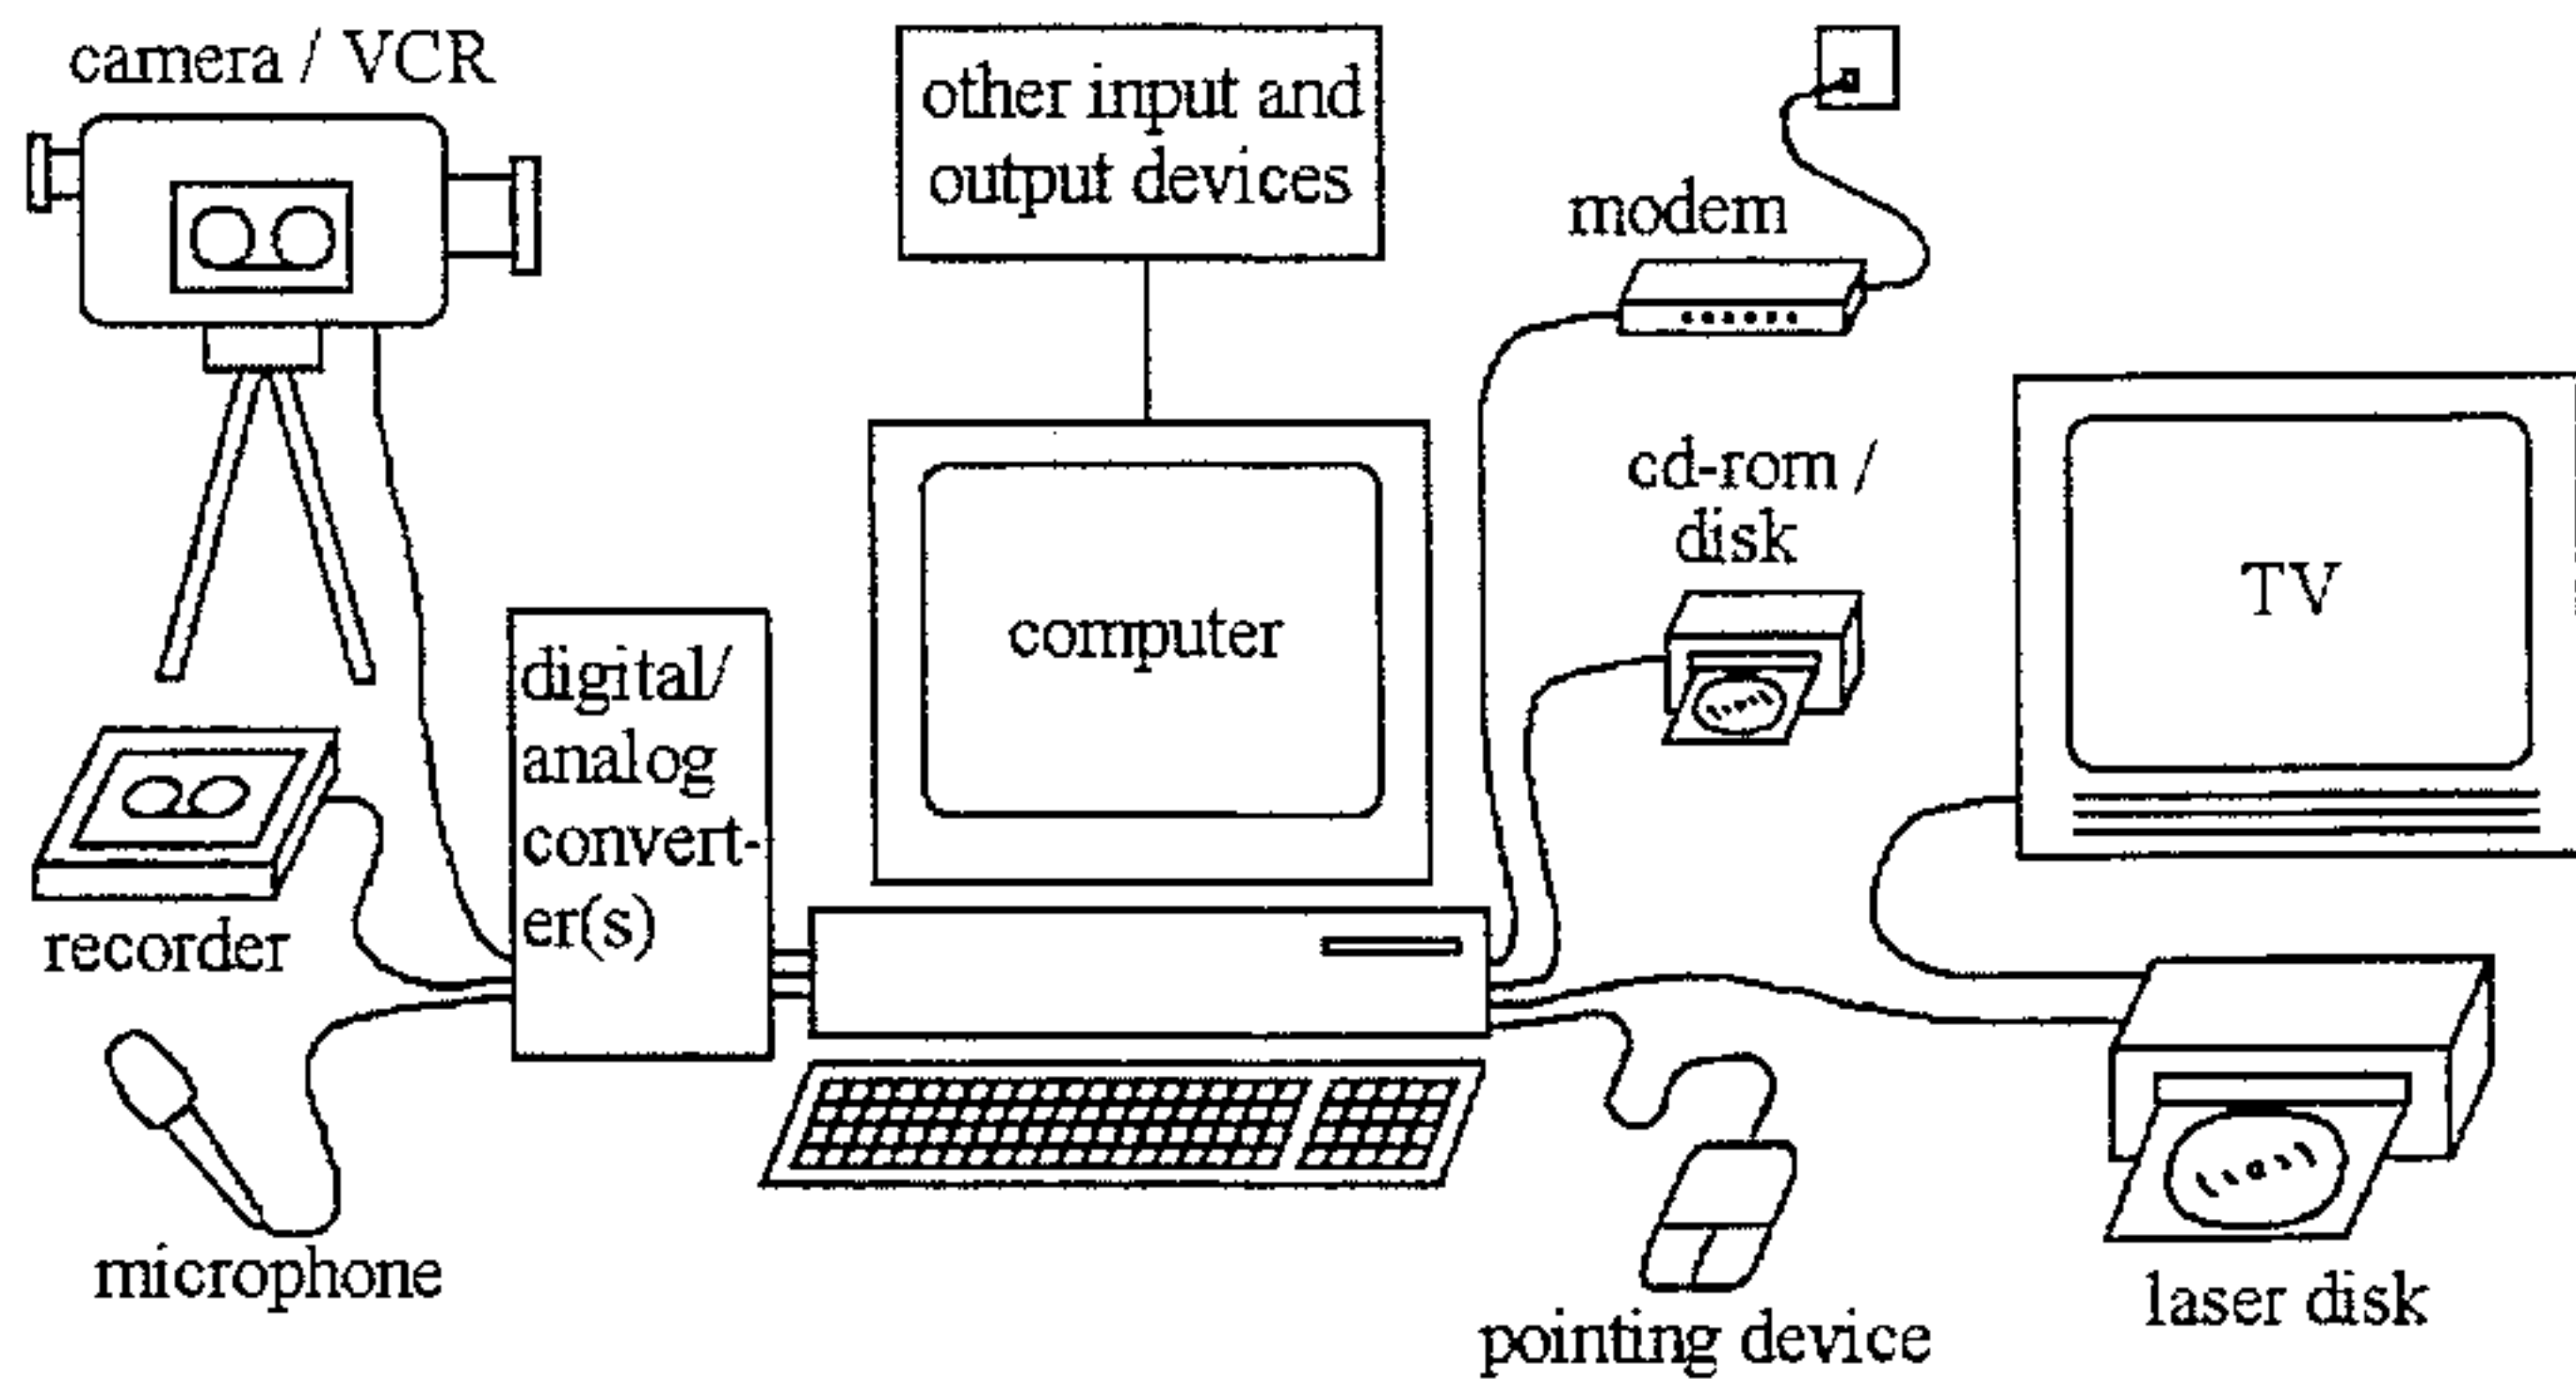 camera / VCR
other input and
output devices
modem
cd-rom /
disk
TV
computer
digital/
analog
convert-
er(s)
recorder
microphone
pointing device
laser disk